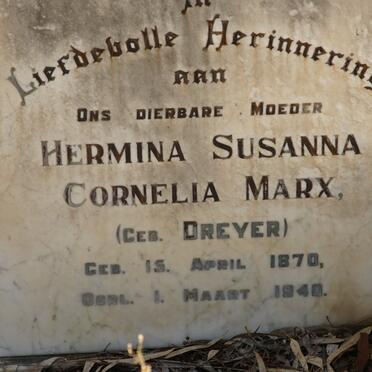 In
Liefdevolle Herinnering
aan
Ons dierbare Moeder
Hermina Susanna
Cornelia Marx,
(Geb. Dreyer)
Geb. 15. April 1870,
Oorl. 1. Maart 1940.